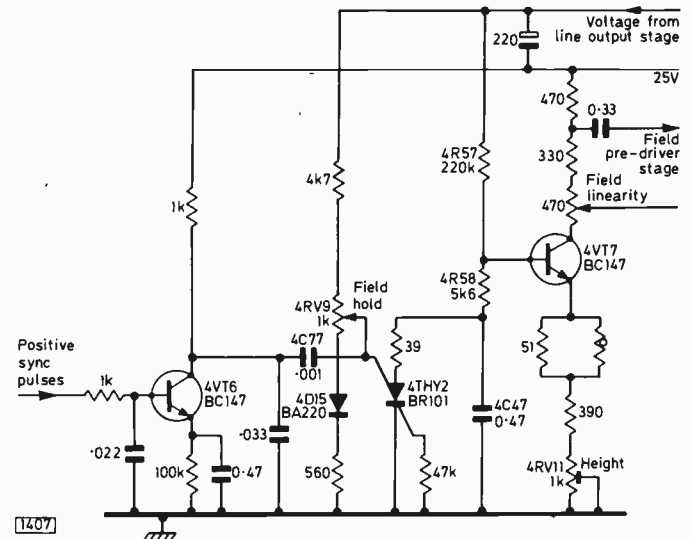 Voltage from
line output stage
220
25V
470
0·33
Field
pre-driver
stage
330
4R57
220k
4k7
1k
Field
linearity
470
4VT7
BC147
4R58
5k6
Field
hold
4RV9
1k
4C77
·001
39
51
Positive
sync
pulses
1k
4VT6
BC147
4D15
BA220
4THY2
BR101
4C47
0·47
390
·022
·033
100k
0·47
560
47k
4RV11
1k
Height
1407